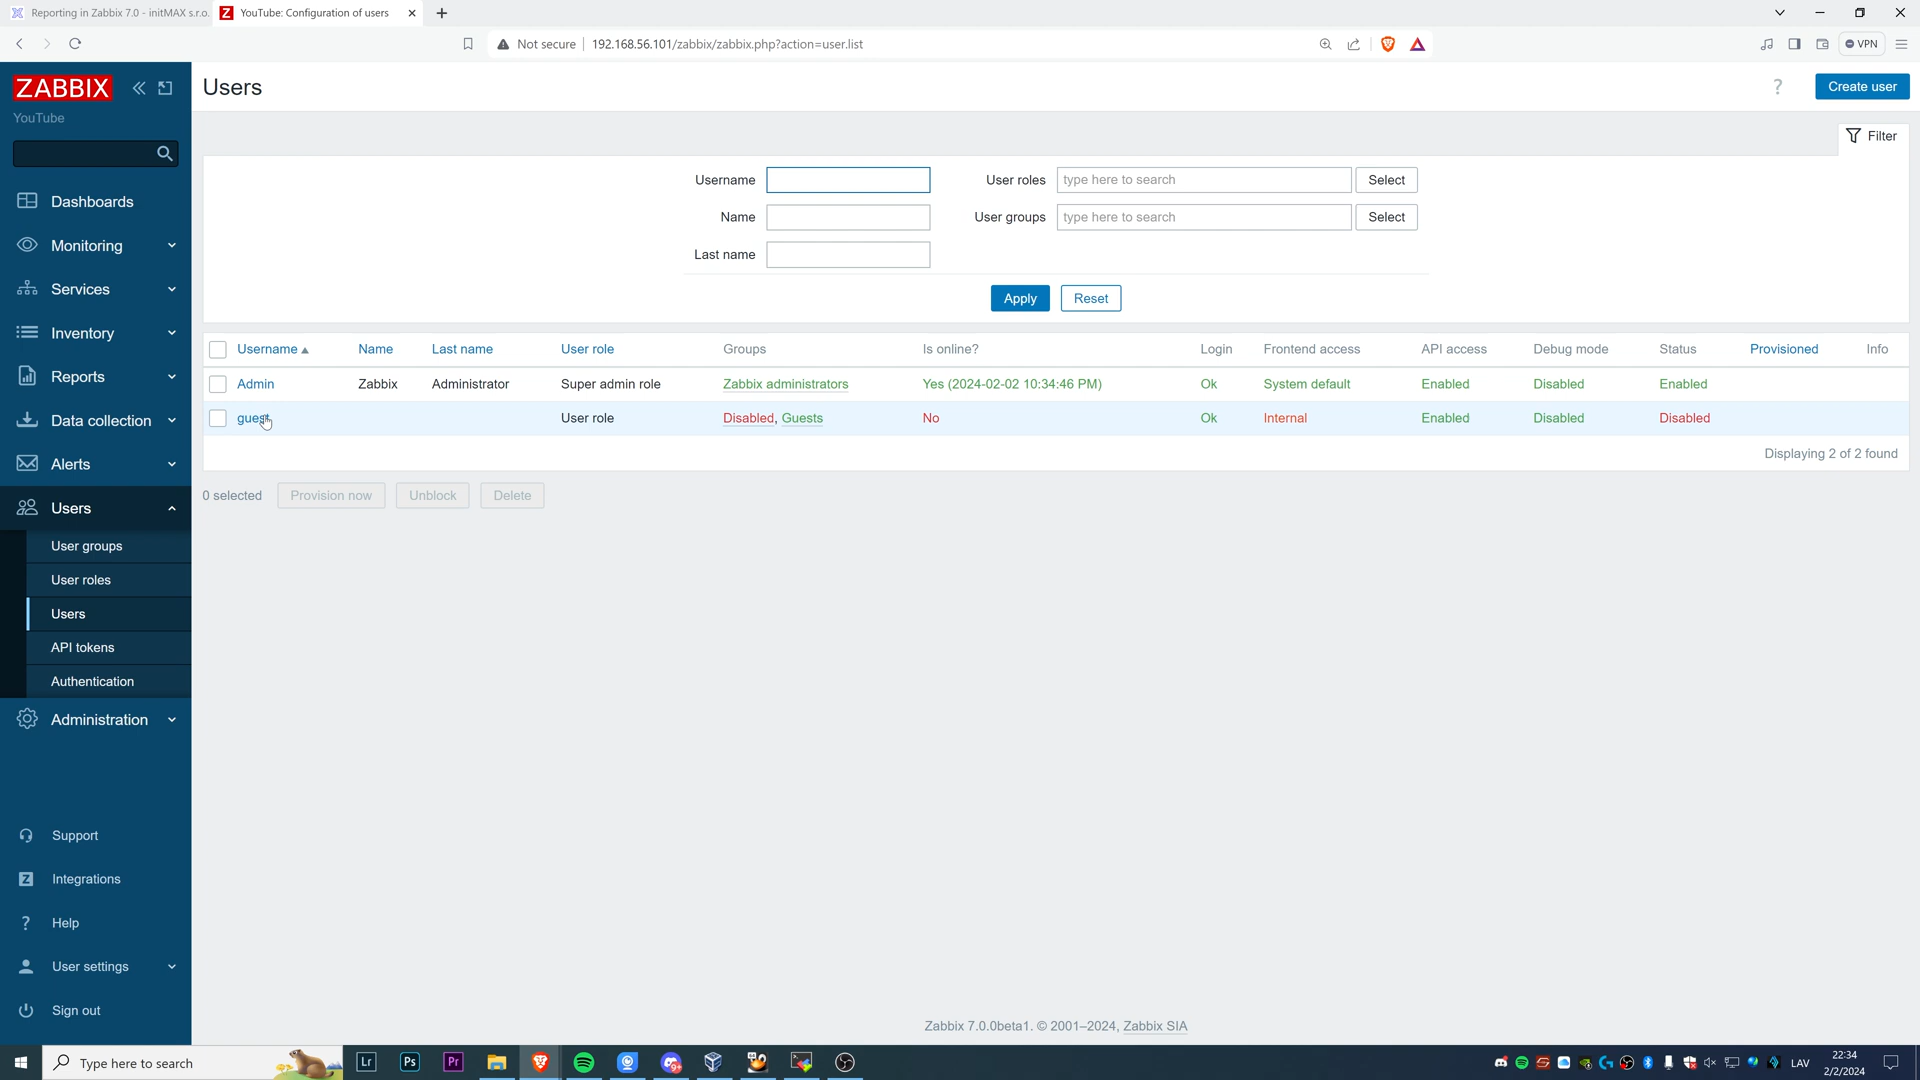 Reporting in Zabbix 7.0 - initMAX s.r.o.
Z YouTube: Configuration of users
Not secure 192.168.56.101/zabbix/zabbix.php?action=user.list
VPN
ZABBIX
YouTube
Users
?
Create user
Filter
Username
User roles type here to search Select
Name
User groups type here to search Select
Last name
Apply Reset
Dashboards
Monitoring
Services
Inventory
Reports
Data collection
Alerts
Users
User groups
User roles
Users
API tokens
Authentication
Administration
Support
Z Integrations
? Help
User settings
Sign out
Username Name Last name User role Groups Is online? Login Frontend access API access Debug mode Status Provisioned Info
Admin Zabbix Administrator Super admin role Zabbix administrators Yes (2024-02-02 10:34:46 PM) Ok System default Enabled Disabled Enabled
guest User role Disabled, Guests No Ok Internal Enabled Disabled Disabled
Displaying 2 of 2 found
0 selected Provision now Unblock Delete
Zabbix 7.0.0beta1. © 2001–2024, Zabbix SIA
Type here to search
Lr
Ps
Pr
9+
LAV
22:34
2/2/2024